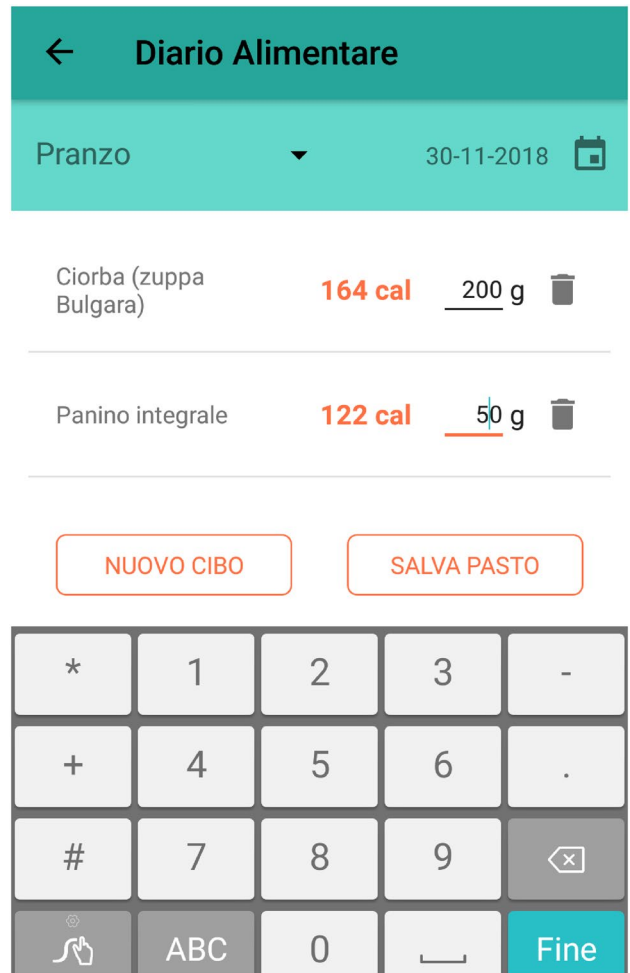 Diario Alimentare
Pranzo 30-11-2018
Ciorba (zuppa
Bulgara) 164 cal 200 g
Panino integrale 122 cal 50 g
NUOVO CIBO SALVA PASTO
* 1 2 3 -
+ 4 5 6 .
# 7 8 9
ABC 0 Fine